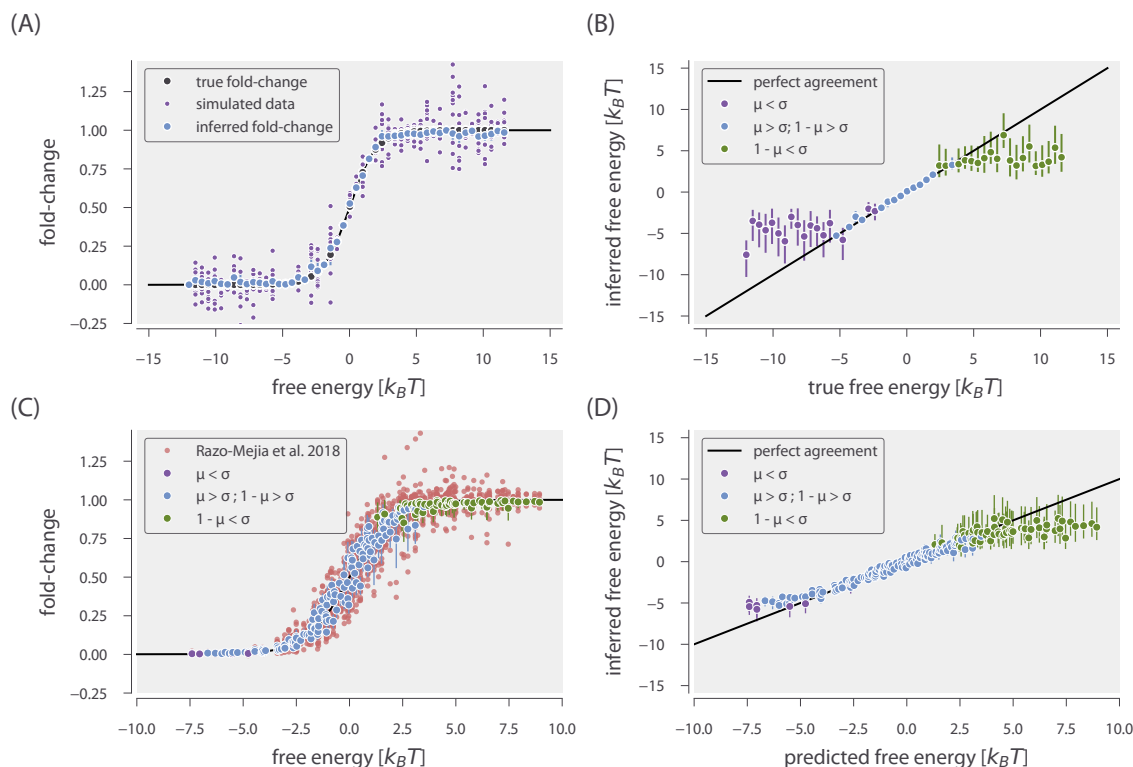 (A)
fold-change
1.25
1.00
0.75
0.50
0.25
0.00
−0.25
true fold-change
simulated data
inferred fold-change
−15
−10
−5
0
5
10
15
free energy [kBT]
(B)
inferred free energy [kBT]
15
10
5
0
−5
−10
−15
perfect agreement
μ < σ
μ > σ; 1 - μ > σ
1 - μ < σ
−15
−10
−5
0
5
10
15
true free energy [kBT]
(C)
fold-change
1.25
1.00
0.75
0.50
0.25
0.00
−0.25
Razo-Mejia et al. 2018
μ < σ
μ > σ ; 1 - μ > σ
1 - μ < σ
−10.0
−7.5
−5.0
−2.5
0.0
2.5
5.0
7.5
10.0
free energy [kBT]
(D)
inferred free energy [kBT]
15
10
5
0
−5
−10
−15
perfect agreement
μ < σ
μ > σ ; 1 - μ > σ
1 - μ < σ
−10.0
−7.5
−5.0
−2.5
0.0
2.5
5.0
7.5
10.0
predicted free energy [kBT]